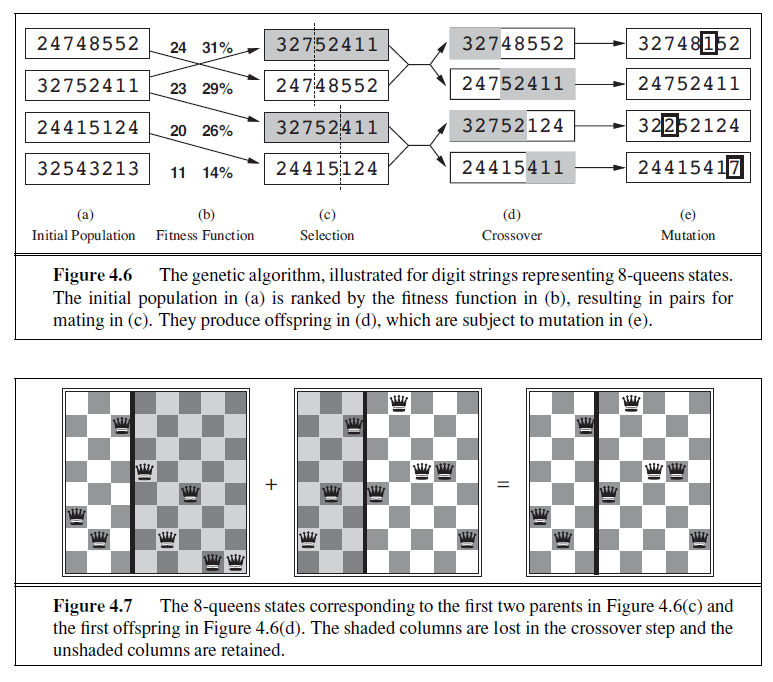 24748552 24 31% 32752411 32748552 32748152
32752411 23 29% 24748552 24752411 24752411
24415124 20 26% 32752411 32752124 32252124
32543213 11 14% 24415124 24415411 24415417
(a) (b) (c) (d) (e)
Initial Population Fitness Function Selection Crossover Mutation
Figure 4.6 The genetic algorithm, illustrated for digit strings representing 8-queens states.
The initial population in (a) is ranked by the fitness function in (b), resulting in pairs for
mating in (c). They produce offspring in (d), which are subject to mutation in (e).
+ =
Figure 4.7 The 8-queens states corresponding to the first two parents in Figure 4.6(c) and
the first offspring in Figure 4.6(d). The shaded columns are lost in the crossover step and the
unshaded columns are retained.